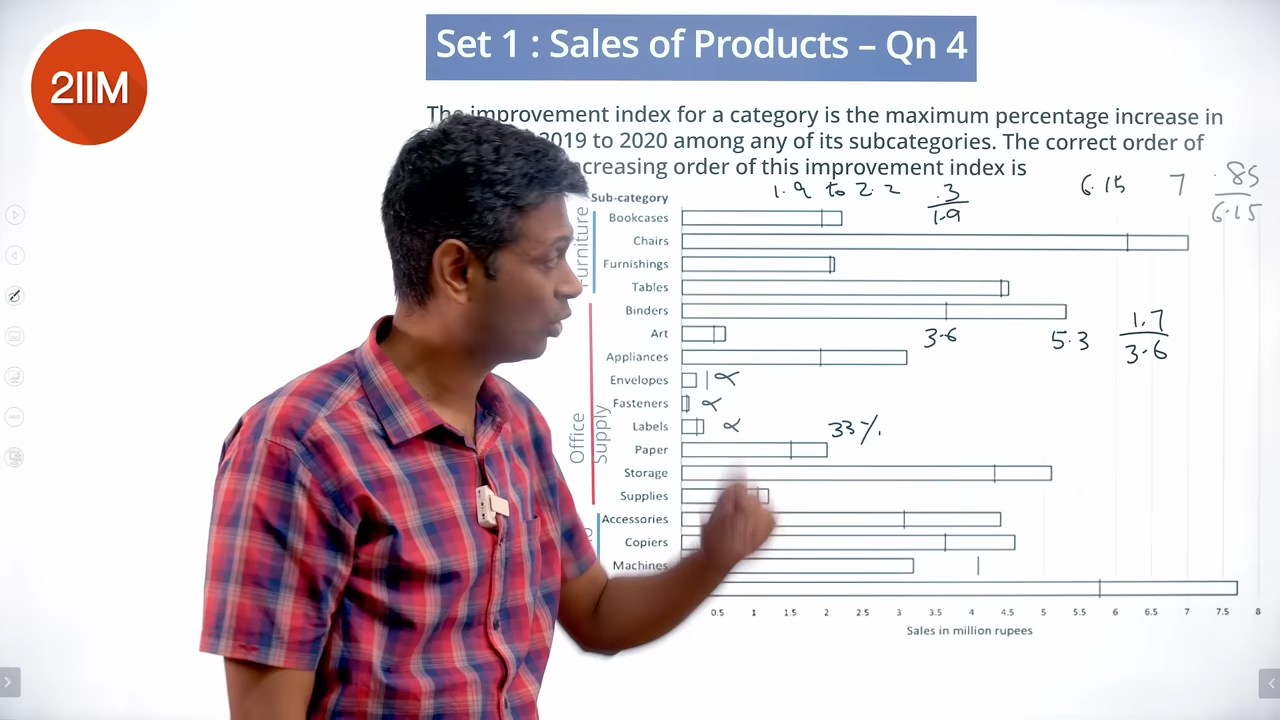 Set 1 : Sales of Products – Qn 4
2IIM
The improvement index for a category is the maximum percentage increase in
2019 to 2020 among any of its subcategories. The correct order of
increasing order of this improvement index is
1.9 to 2.2
.3
1.9
6.15
7
.85
6.15
Sub-category
Furniture
Bookcases
Chairs
Furnishings
Tables
Office
Supply
Binders
Art
3.6
5.3
1.7
3.6
Appliances
Envelopes
Fasteners
Labels
Paper
33%
Storage
Supplies
Accessories
Copiers
Machines
0.5 1 1.5 2 2.5 3 3.5 4 4.5 5 5.5 6 6.5 7 7.5 8
Sales in million rupees